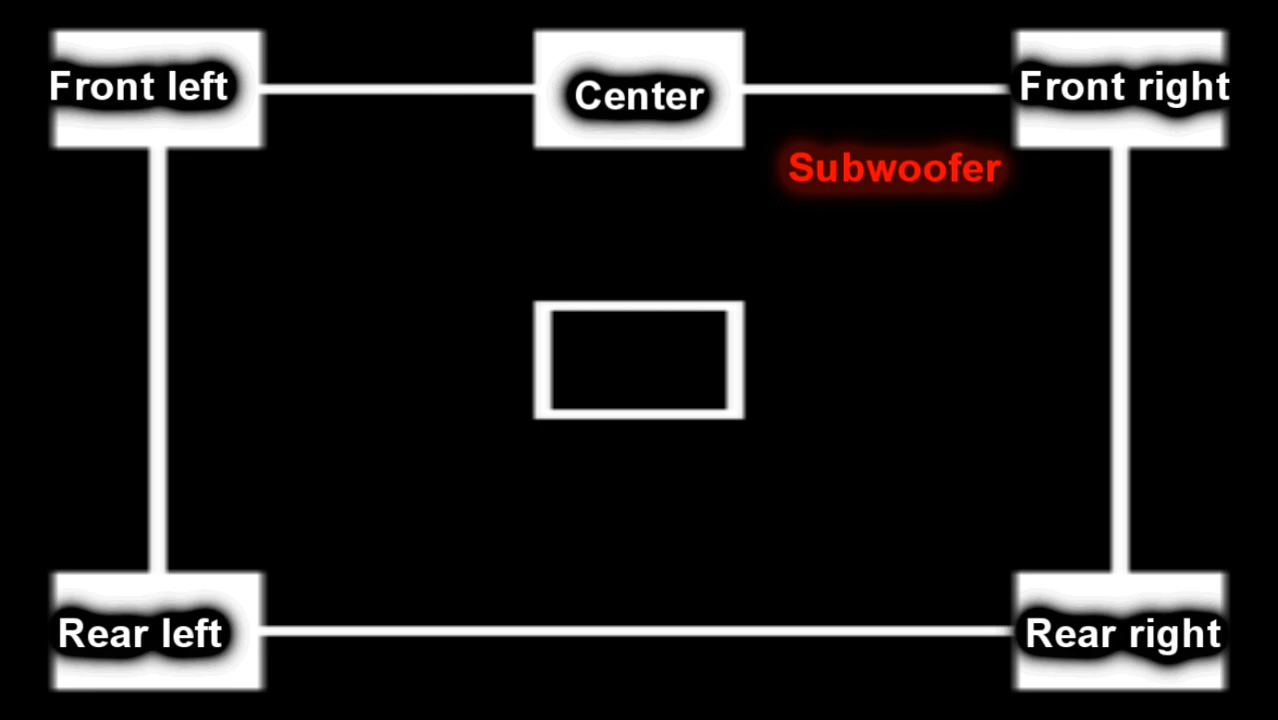 Front left
Center
Front right
Subwoofer
Rear left
Rear right